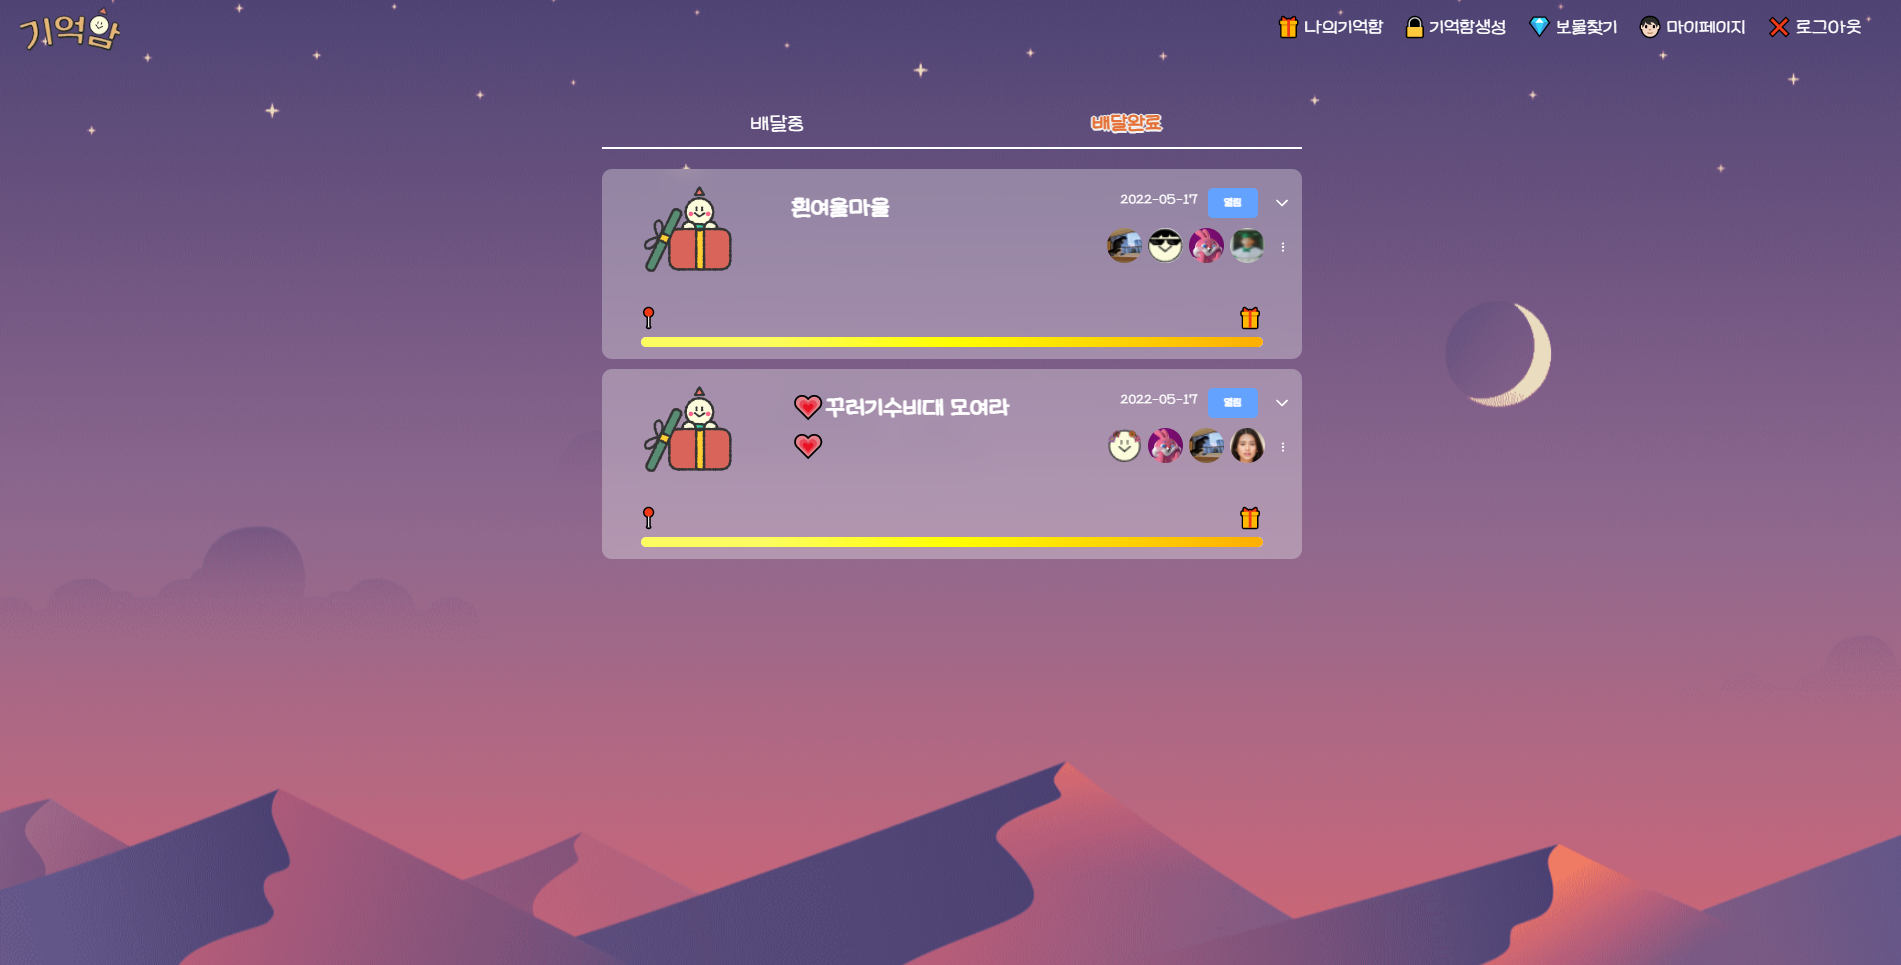 기억함
나의기억함
기억함생성
보물찾기
마이페이지
로그아웃
배달중
배달완료
흰여울마을
2022-05-17
열림
꾸러기수비대 모여라
2022-05-17
열림